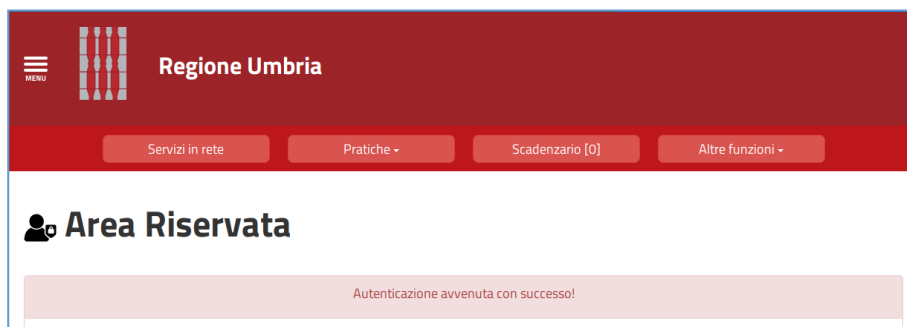 MENU
Regione Umbria
Servizi in rete
Pratiche
Scadenzario [0]
Altre funzioni
Area Riservata
Autenticazione avvenuta con successo!